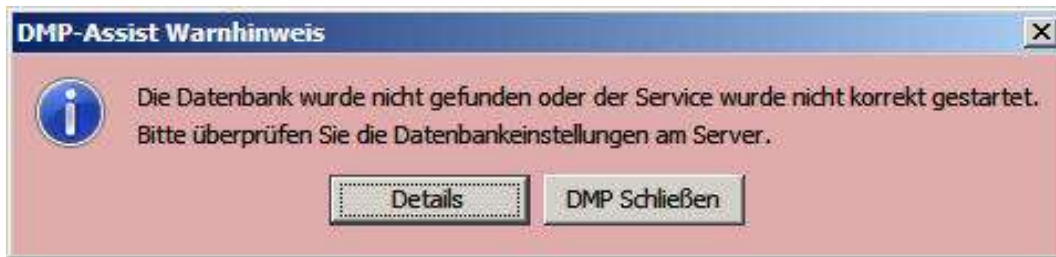 DMP-Assist Warnhinweis
Die Datenbank wurde nicht gefunden oder der Service wurde nicht korrekt gestartet.
Bitte überprüfen Sie die Datenbankeinstellungen am Server.
Details DMP Schließen